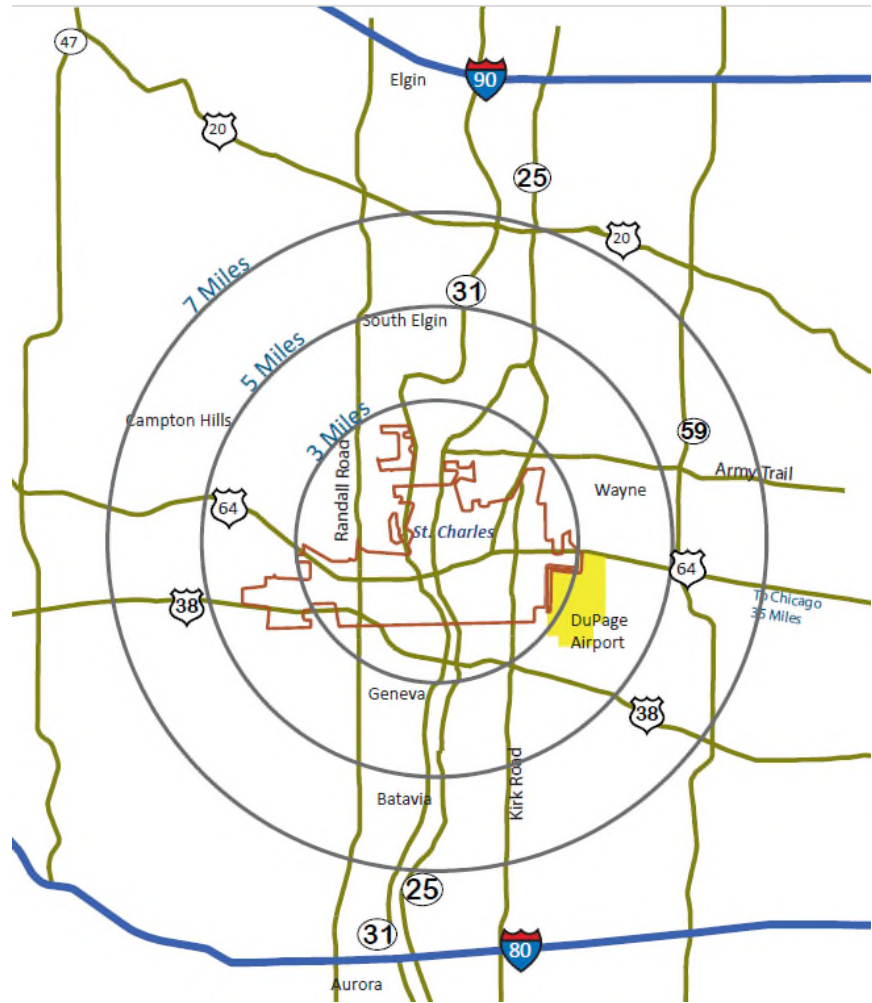 47
Elgin
90
20
25
20
7 Miles
31
South Elgin
5 Miles
Campton Hills
3 Miles
59
Army Trail
Randall Road
Wayne
64
St. Charles
64
38
To Chicago
35 Miles
DuPage
Airport
Geneva
38
Kirk Road
Batavia
25
31
80
Aurora